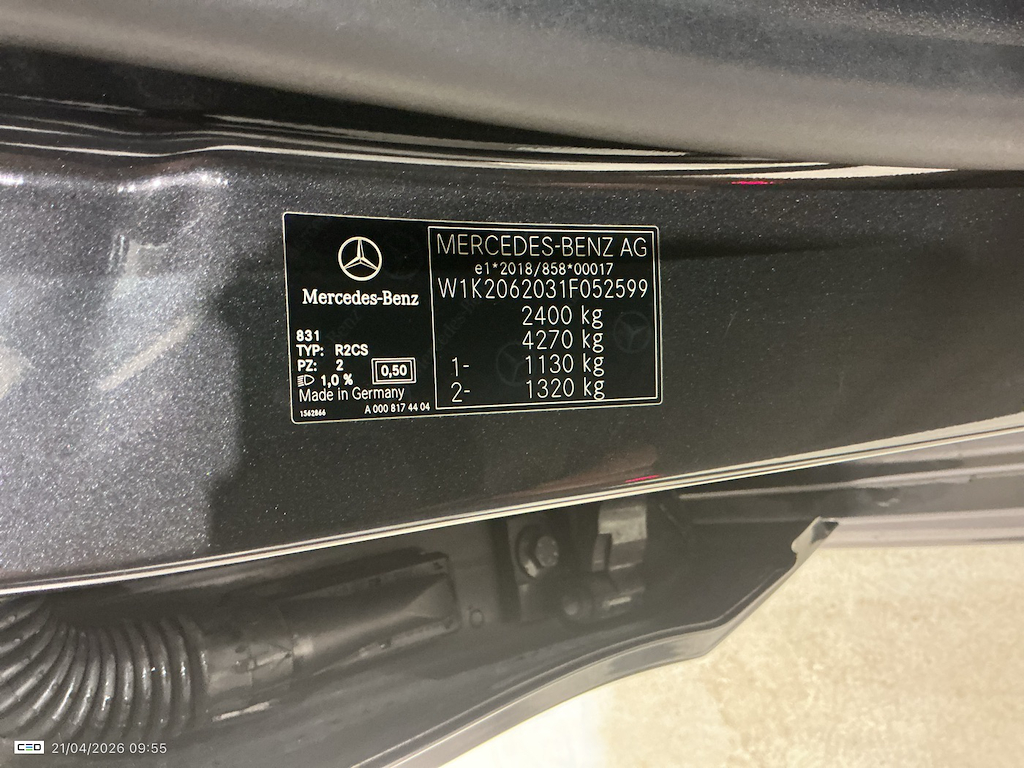 Mercedes-Benz
831
TYP: R2CS
PZ: 2
1,0 %
0,50
Made in Germany
1562866
A 000 817 44 04
MERCEDES-BENZ AG
e1*2018/858*00017
W1K2062031F052599
2400 kg
4270 kg
1- 1130 kg
2- 1320 kg
CEO 21/04/2026 09:55